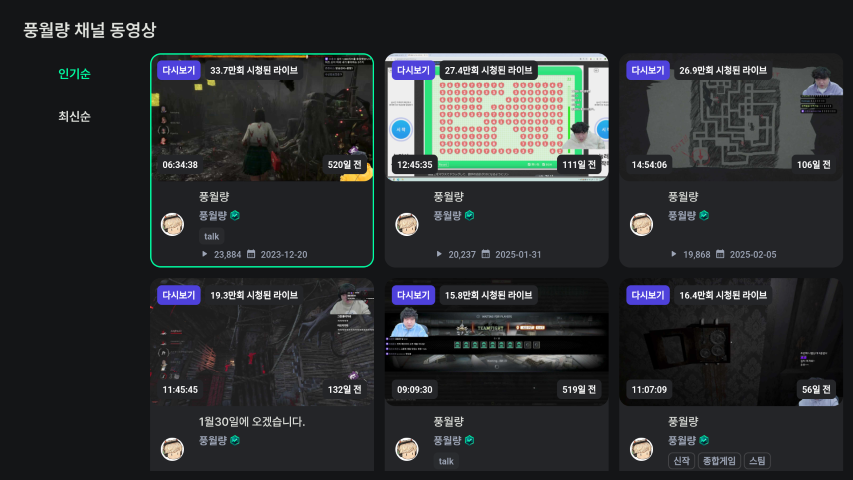 풍월량 채널 동영상
인기순
최신순
다시보기 33.7만회 시청된 라이브
06:34:38 520일 전
풍월량
풍월량
talk
23,884 2023-12-20
다시보기 27.4만회 시청된 라이브
12:45:35 111일 전
풍월량
풍월량
20,237 2025-01-31
다시보기 26.9만회 시청된 라이브
14:54:06 106일 전
풍월량
풍월량
19,868 2025-02-05
다시보기 19.3만회 시청된 라이브
11:45:45 132일 전
1월30일에 오겠습니다.
풍월량
다시보기 15.8만회 시청된 라이브
TEAMFIGHT
09:09:30 519일 전
풍월량
풍월량
talk
다시보기 16.4만회 시청된 라이브
11:07:09 56일 전
풍월량
풍월량
신작 종합게임 스팀